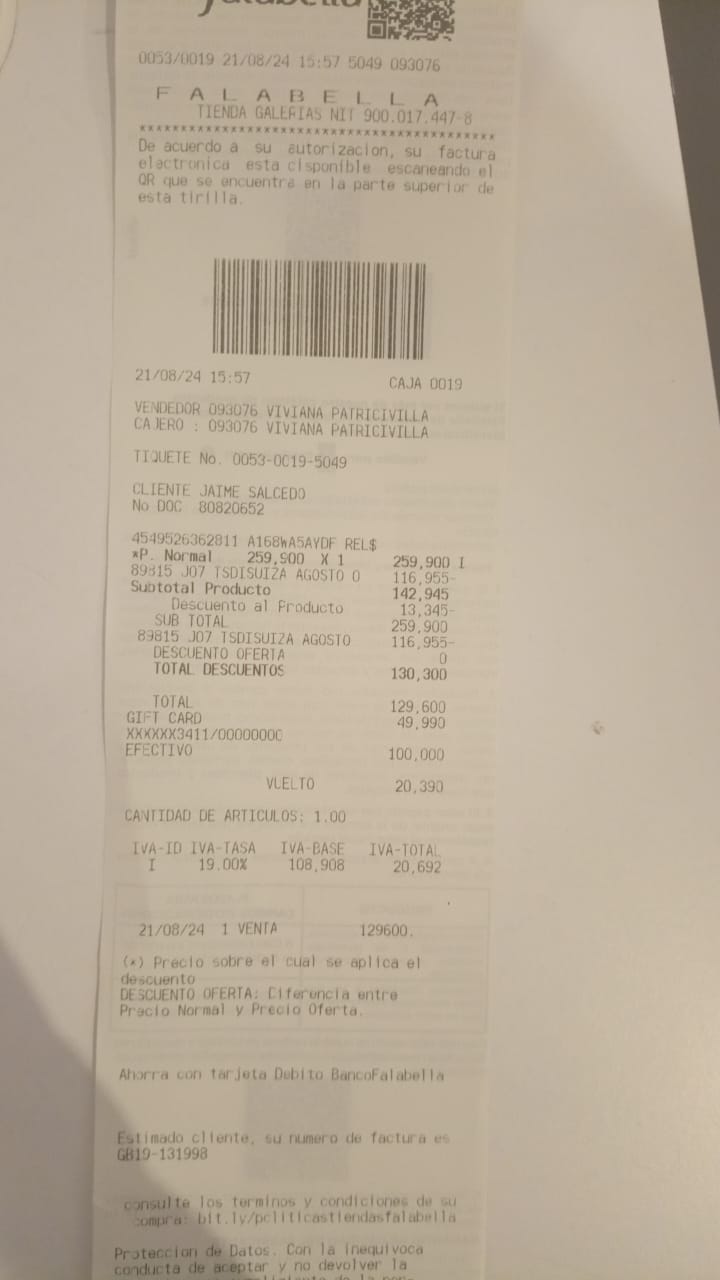 falabella
0053/0019 21/08/24 15:57 5049 093076
F A L A B E L L A
TIENDA GALERIAS NIT 900.017.447-8
******************************************
De acuerdo a su autorizacion, su factura
electronica esta disponible escaneando el
QR que se encuentra en la parte superior de
esta tirilla.
21/08/24 15:57 CAJA 0019
VENDEDOR 093076 VIVIANA PATRICIVILLA
CAJERO : 093076 VIVIANA PATRICIVILLA
TIQUETE No. 0053-0019-5049
CLIENTE JAIME SALCEDO
No DOC 80820652
4549526362811 A168WA5AYDF REL$
*P. Normal 259,900 X 1 259,900 I
89815 J07 TSDISUIZA AGOSTO 0 116,955-
Subtotal Producto 142,945
Descuento al Producto 13,345-
SUB TOTAL 259,900
89815 J07 TSDISUIZA AGOSTO 116,955-
DESCUENTO OFERTA 0
TOTAL DESCUENTOS 130,300
TOTAL 129,600
GIFT CARD 49,990
XXXXXX3411/00000000
EFECTIVO 100,000
VUELTO 20,390
CANTIDAD DE ARTICULOS: 1.00
IVA-ID IVA-TASA IVA-BASE IVA-TOTAL
I 19.00% 108,908 20,692
21/08/24 1 VENTA 129600.
(*) Precio sobre el cual se aplica el
descuento
DESCUENTO OFERTA: Diferencia entre
Precio Normal y Precio Oferta.
Ahorra con tarjeta Debito BancoFalabella
Estimado cliente, su numero de factura es
GB19-131998
consulte los terminos y condiciones de su
compra: bit.ly/politicastiendasfalabella
Proteccion de Datos. Con la inequivoca
conducta de aceptar y no devolver la